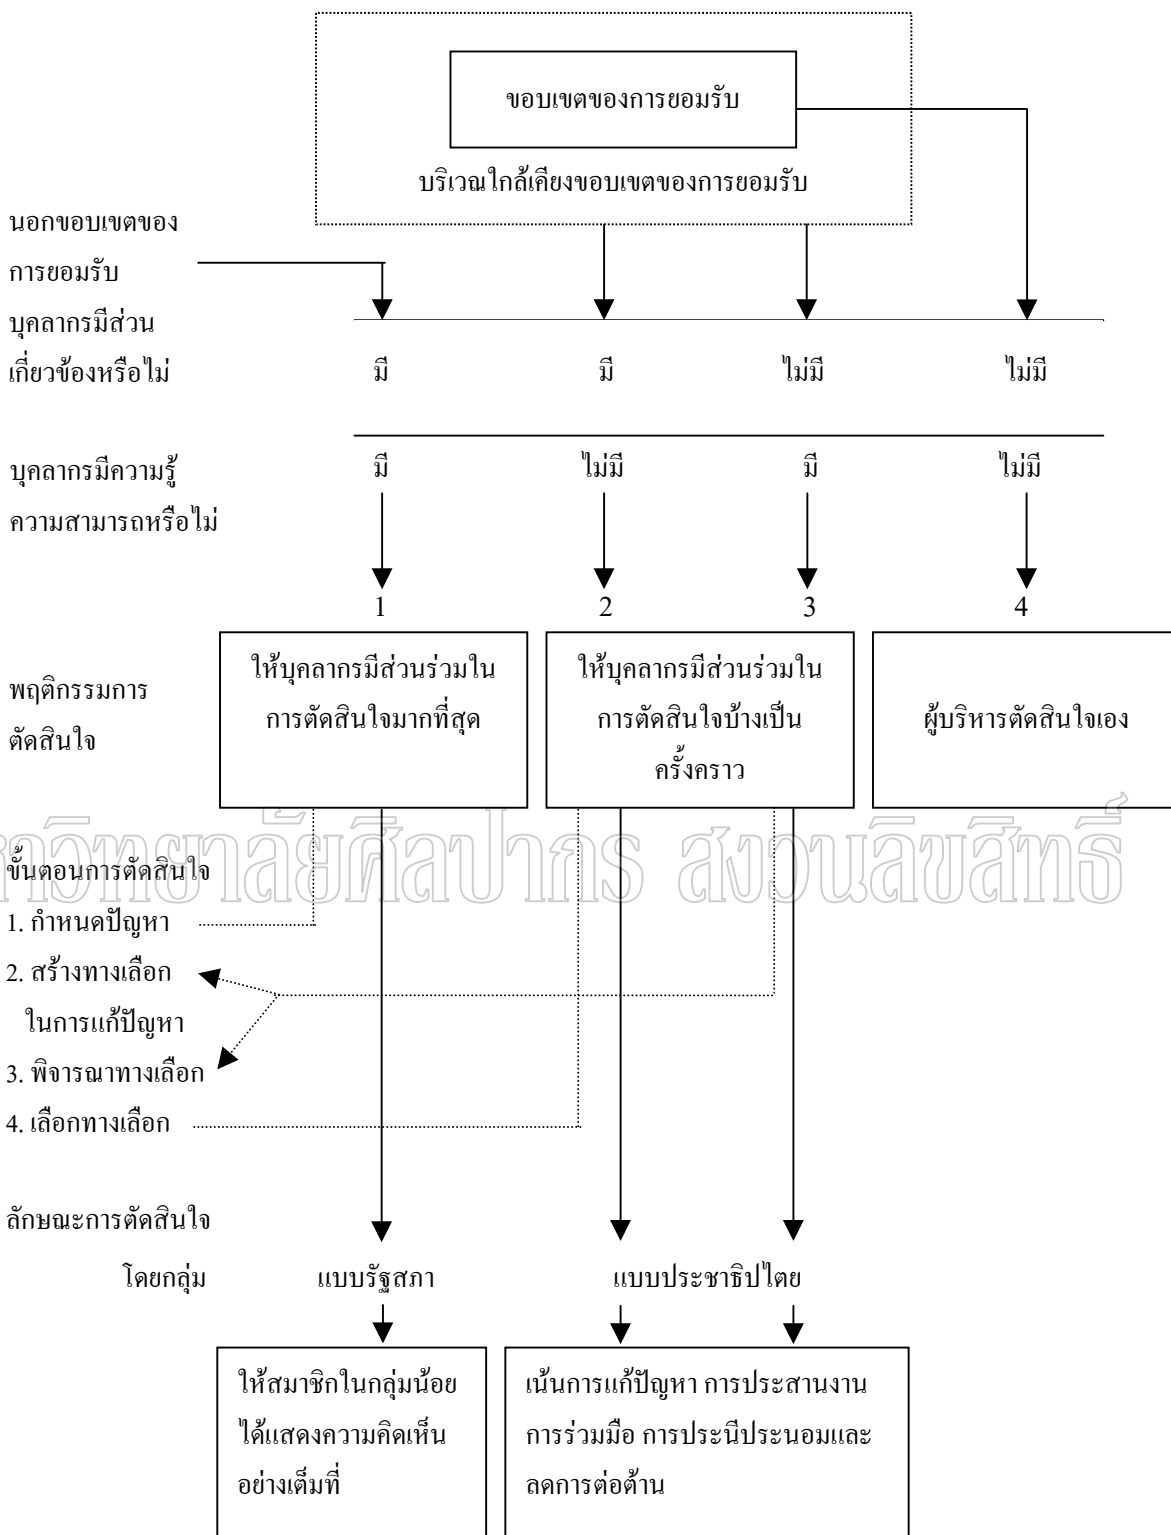 ขอบเขตของการยอมรับ
บริเวณใกล้เคียงขอบเขตของการยอมรับ
นอกขอบเขตของ
การยอมรับ
บุคลากรมีส่วน
เกี่ยวข้องหรือไม่
มี มี ไม่มี ไม่มี
บุคลากรมีความรู้
ความสามารถหรือไม่
มี ไม่มี มี ไม่มี
1 2 3 4
พฤติกรรมการ
ตัดสินใจ
ให้บุคลากรมีส่วนร่วมใน
การตัดสินใจมากที่สุด
ให้บุคลากรมีส่วนร่วมใน
การตัดสินใจบ้างเป็น
ครั้งคราว
ผู้บริหารตัดสินใจเอง
าวิทยาลัยศิลปากร สงวนลิขสิทธิ์
ขั้นตอนการตัดสินใจ
1. กำหนดปัญหา
2. สร้างทางเลือก
ในการแก้ปัญหา
3. พิจารณาทางเลือก
4. เลือกทางเลือก
ลักษณะการตัดสินใจ
โดยกลุ่ม แบบรัฐสภา แบบประชาธิปไตย
ให้สมาชิกในกลุ่มน้อย
ได้แสดงความคิดเห็น
อย่างเต็มที่
เน้นการแก้ปัญหา การประสานงาน
การร่วมมือ การประนีประนอมและ
ลดการต่อต้าน